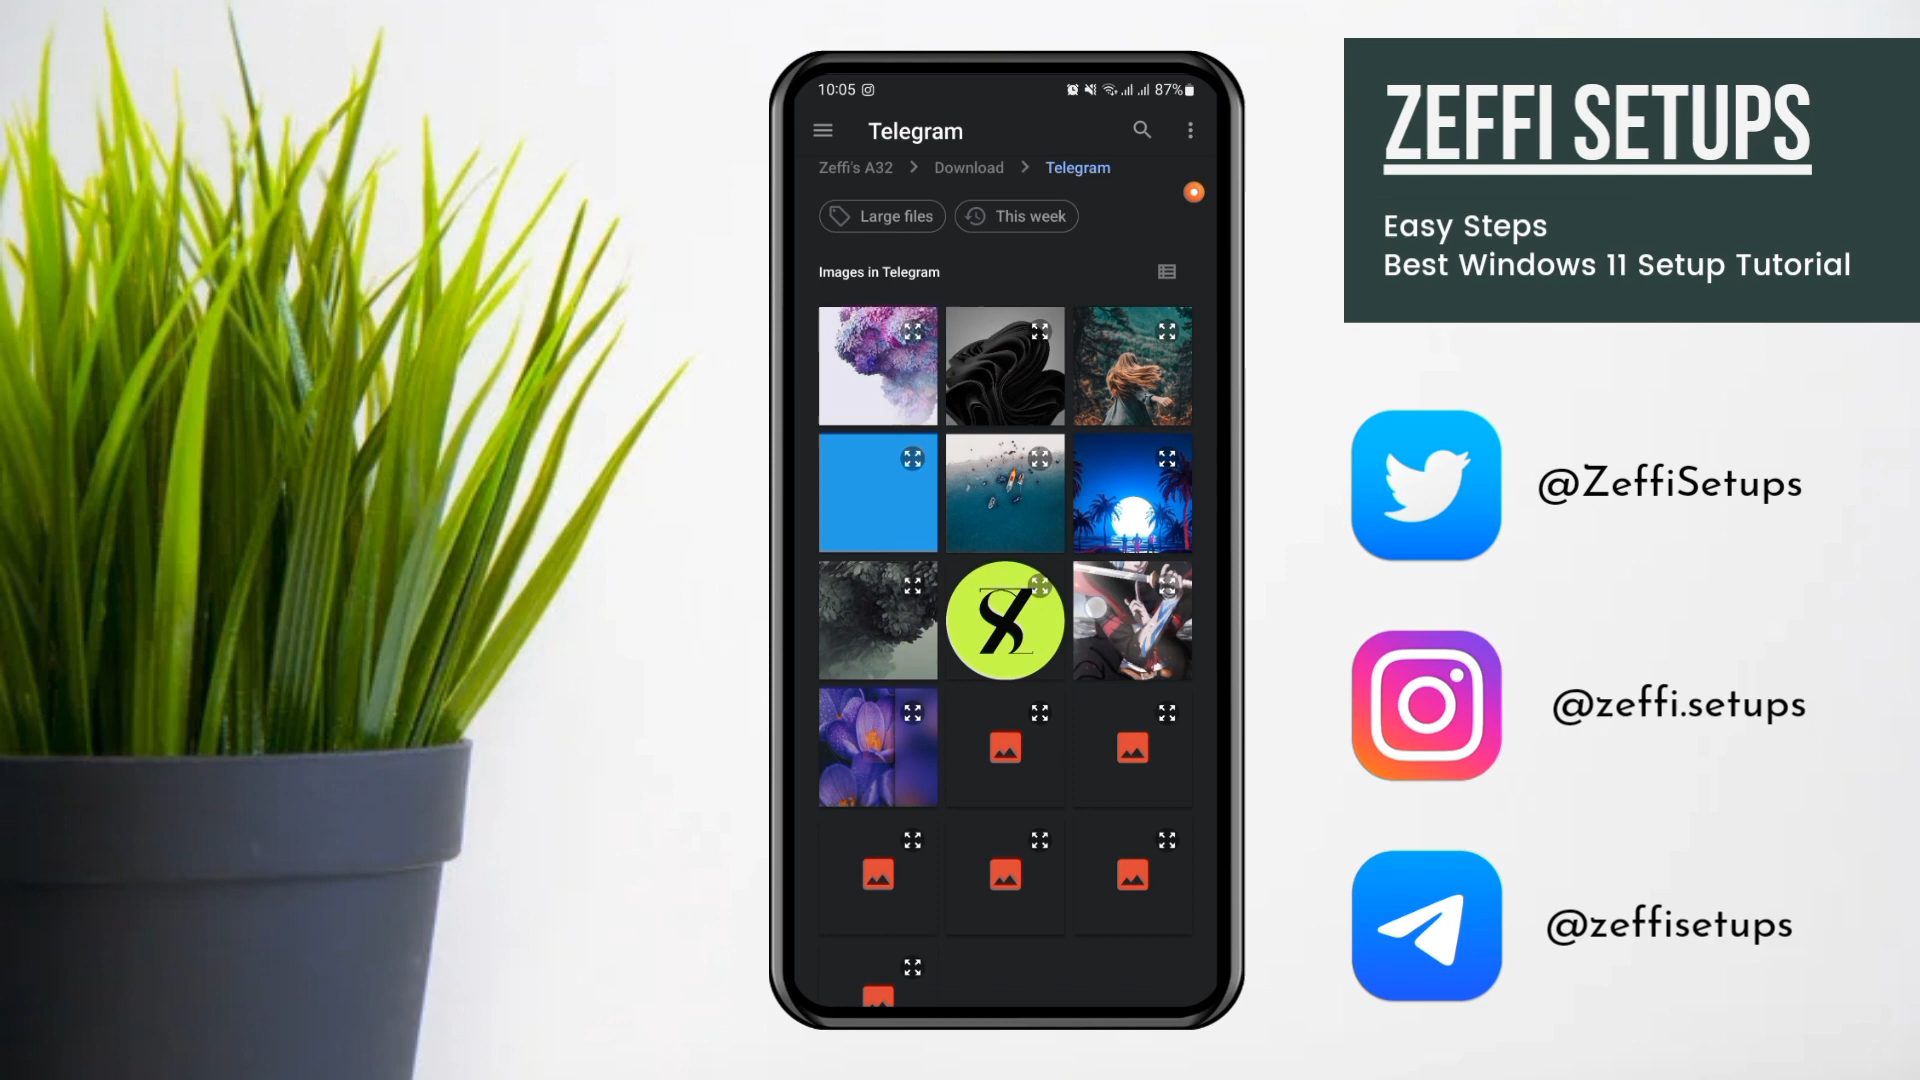 10:05
87%
Telegram
Zeffi's A32 > Download > Telegram
Large files
This week
Images in Telegram
ZEFFI SETUPS
Easy Steps
Best Windows 11 Setup Tutorial
@ZeffiSetups
@zeffi.setups
@zeffisetups